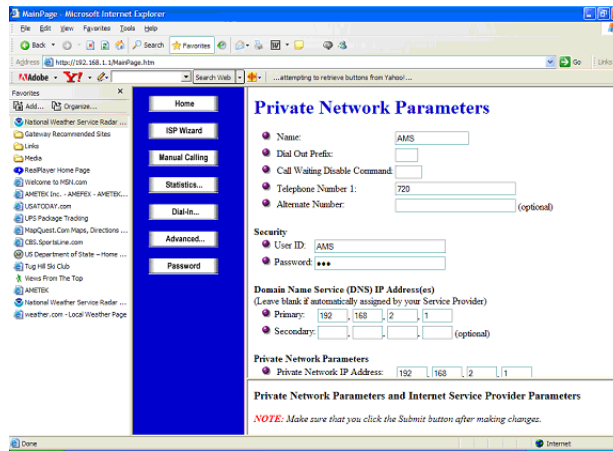 MainPage - Microsoft Internet Explorer
File Edit View Favorites Tools Help
Back Search Favorites
Address http://192.168.1.1/MainPage.htm Go Links
Adobe Y! Search Web ...attempting to retrieve buttons from Yahoo!...
Favorites X
Add... Organize...
National Weather Service Radar ...
Gateway Recommended Sites
Links
Media
RealPlayer Home Page
Welcome to MSN.com
AMETEK Inc. - AMEFEX - AMETEK...
USATODAY.com
UPS Package Tracking
MapQuest.Com Maps, Directions ...
CBS.SportsLine.com
US Department of State - Home ...
Tug Hill Ski Club
Views From The Top
AMETEK
National Weather Service Radar ...
weather.com - Local Weather Page
Home
ISP Wizard
Manual Calling
Statistics...
Dial-In...
Advanced...
Password
Private Network Parameters
Name: AMS
Dial Out Prefix:
Call Waiting Disable Command:
Telephone Number 1: 720
Alternate Number: (optional)
Security
User ID: AMS
Password: •••
Domain Name Service (DNS) IP Address(es)
(Leave blank if automatically assigned by your Service Provider)
Primary: 192 . 168 . 2 . 1
Secondary: . . . (optional)
Private Network Parameters
Private Network IP Address: 192 . 168 . 2 . 1
Private Network Parameters and Internet Service Provider Parameters
NOTE: Make sure that you click the Submit button after making changes.
Done Internet